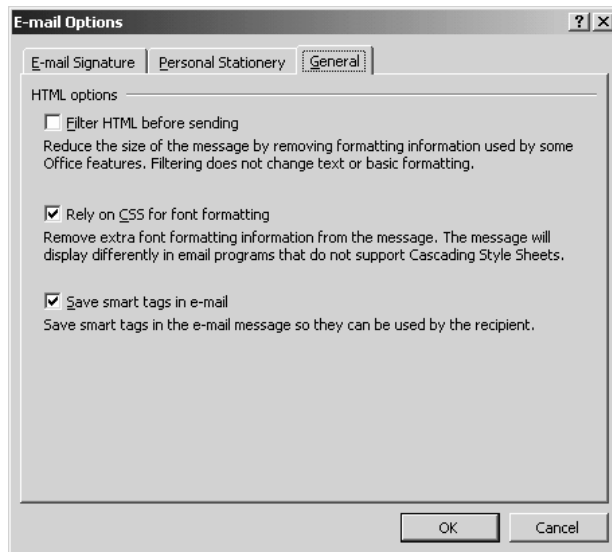 E-mail Options
E-mail Signature
Personal Stationery
General
HTML options
Filter HTML before sending
Reduce the size of the message by removing formatting information used by some
Office features. Filtering does not change text or basic formatting.
Rely on CSS for font formatting
Remove extra font formatting information from the message. The message will
display differently in email programs that do not support Cascading Style Sheets.
Save smart tags in e-mail
Save smart tags in the e-mail message so they can be used by the recipient.
OK
Cancel